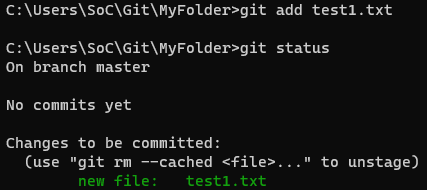 C:\Users\SoC\Git\MyFolder>git add test1.txt
C:\Users\SoC\Git\MyFolder>git status
On branch master
No commits yet
Changes to be committed:
(use "git rm --cached <file>..." to unstage)
new file:   test1.txt